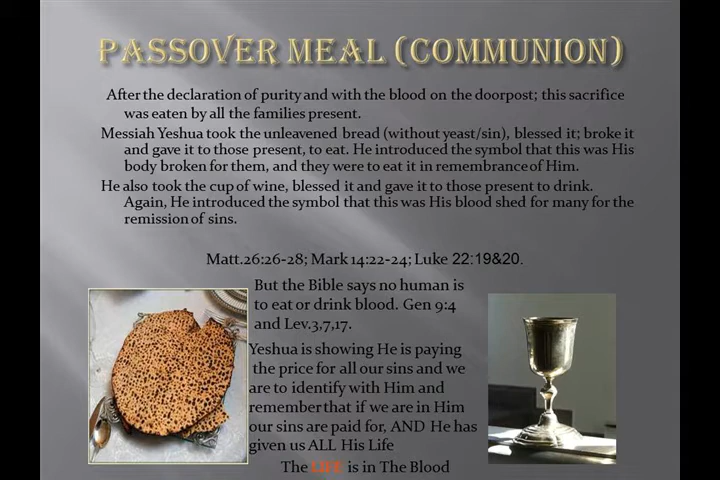 PASSOVER MEAL (COMMUNION)
After the declaration of purity and with the blood on the doorpost; this sacrifice
was eaten by all the families present.
Messiah Yeshua took the unleavened bread (without yeast/sin), blessed it; broke it
and gave it to those present, to eat. He introduced the symbol that this was His
body broken for them, and they were to eat it in remembrance of Him.
He also took the cup of wine, blessed it and gave it to those present to drink.
Again, He introduced the symbol that this was His blood shed for many for the
remission of sins.
Matt.26:26-28; Mark 14:22-24; Luke 22:19&20.
But the Bible says no human is
to eat or drink blood. Gen 9:4
and Lev.3,7,17.
Yeshua is showing He is paying
the price for all our sins and we
are to identify with Him and
remember that if we are in Him
our sins are paid for, AND He has
given us ALL His Life
The LIFE is in The Blood